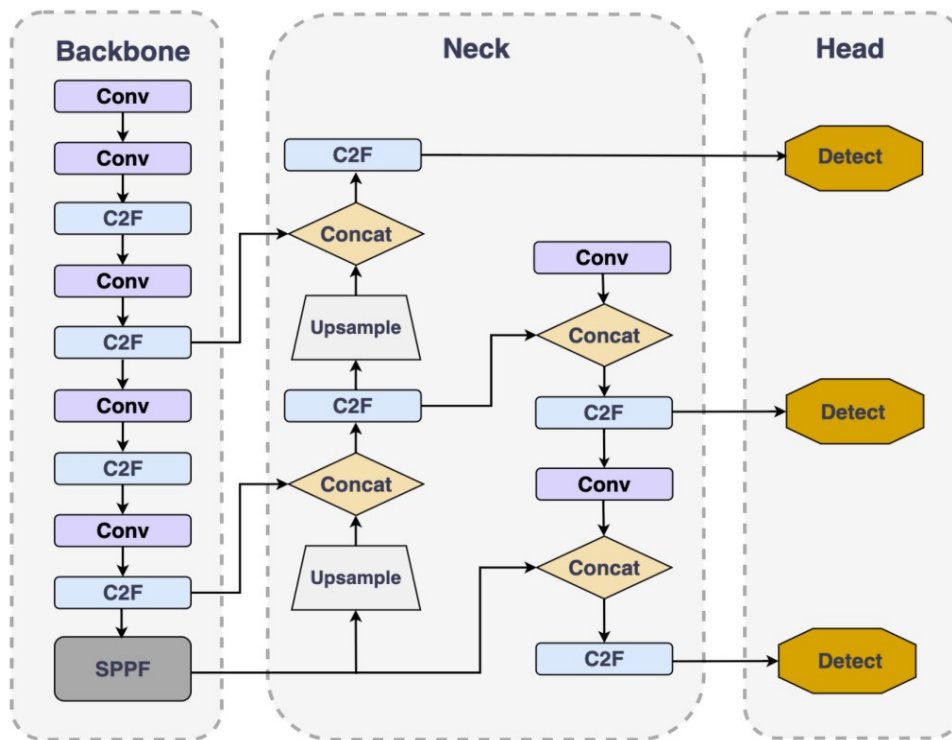 Backbone
Conv
Conv
C2F
Conv
C2F
Conv
C2F
Conv
C2F
SPPF
Neck
C2F
Concat
Upsample
C2F
Concat
Upsample
Conv
Concat
C2F
Conv
Concat
C2F
Head
Detect
Detect
Detect